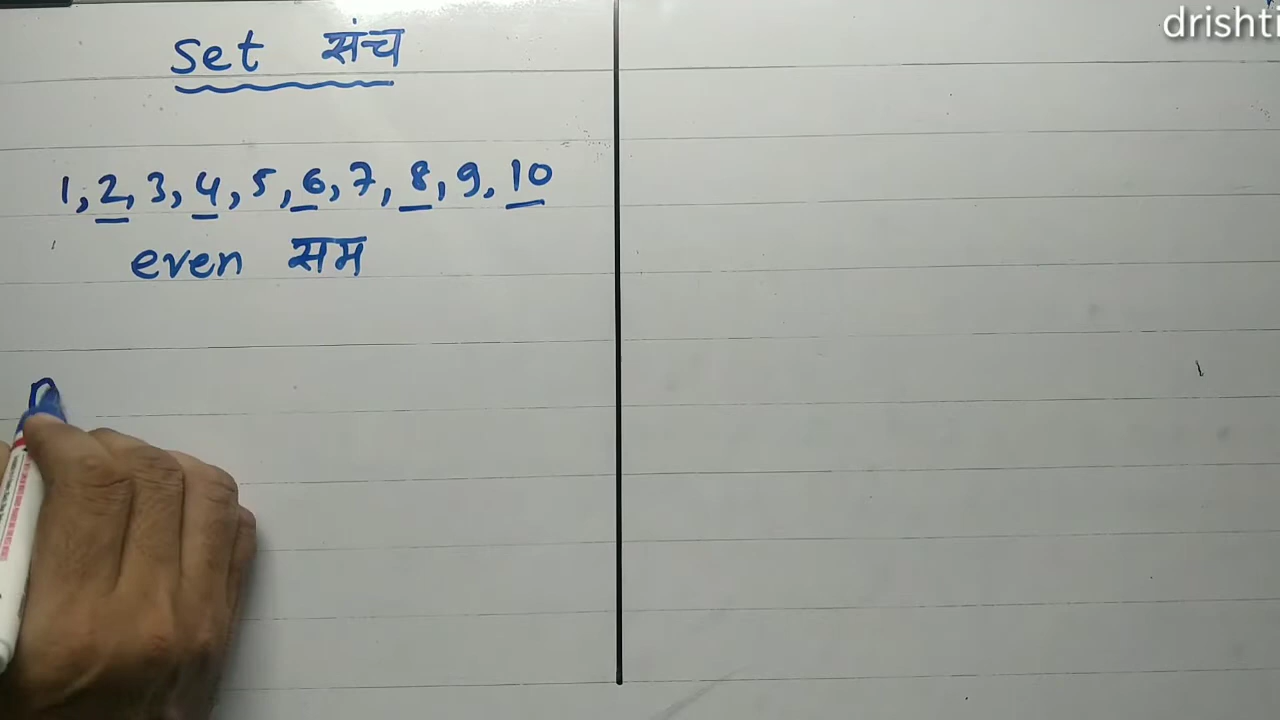 Set संच
1, 2, 3, 4, 5, 6, 7, 8, 9, 10
even सम
drishti